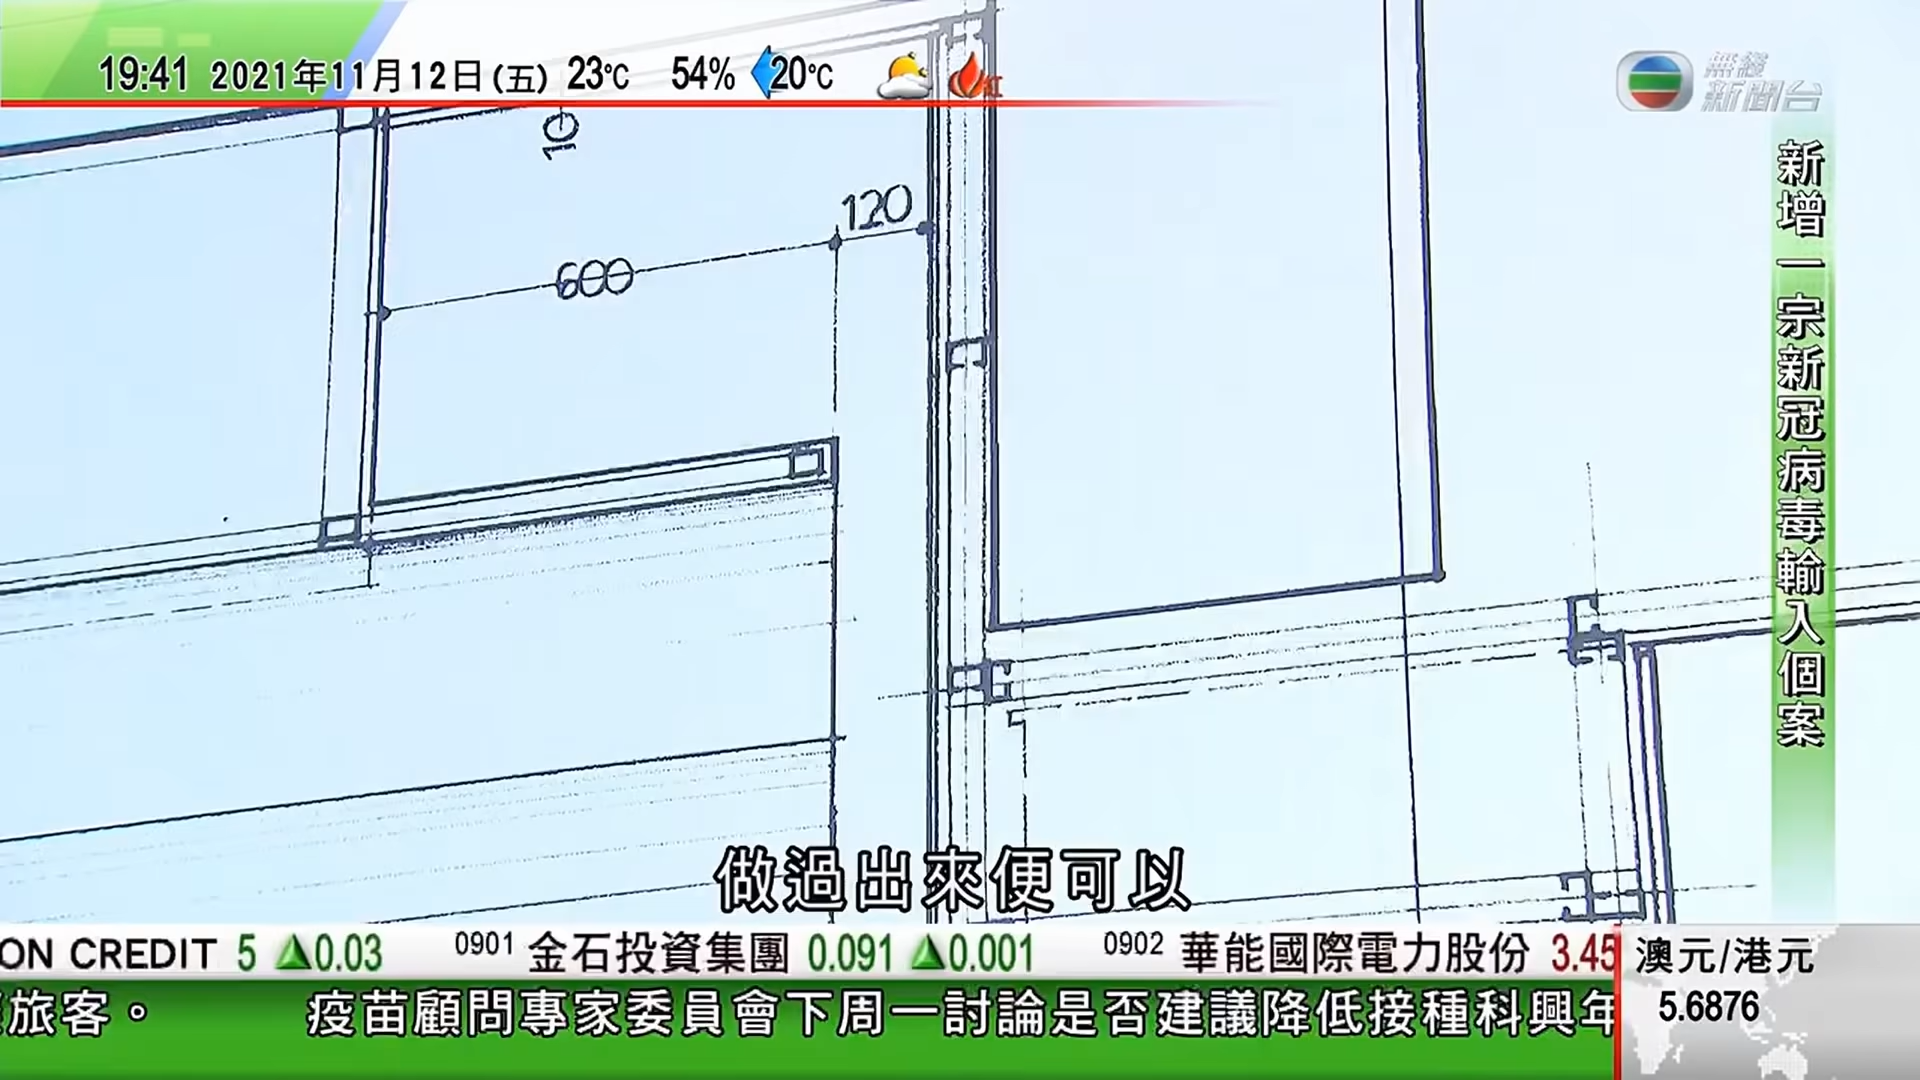 19:41 2021年11月12日(五) 23℃ 54% 20℃ 紅
無綫
新聞台
新增一宗新冠病毒輸入個案
10
120
600
做過出來便可以
ON CREDIT 5 ▲0.03 0901 金石投資集團 0.091 ▲0.001 0902 華能國際電力股份 3.45
澳元/港元
5.6876
旅客。 疫苗顧問專家委員會下周一討論是否建議降低接種科興年